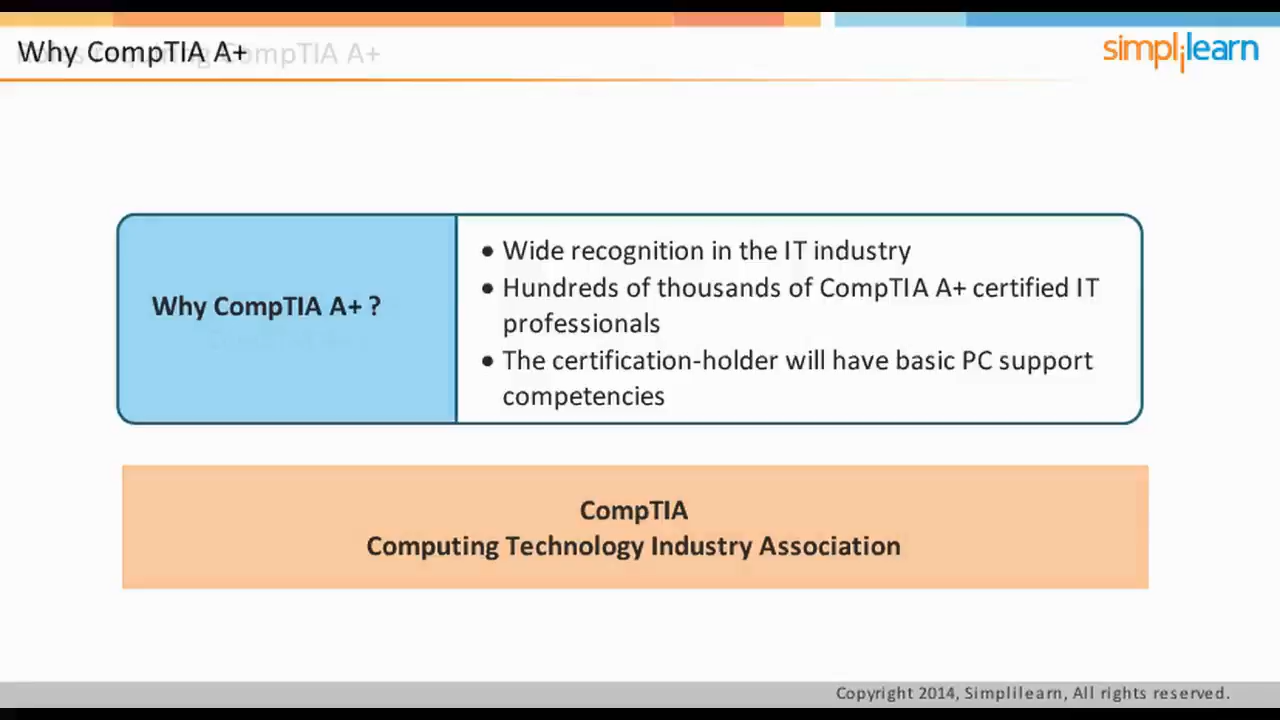 Why CompTIA A+
simplilearn
Why CompTIA A+ ?
• Wide recognition in the IT industry
• Hundreds of thousands of CompTIA A+ certified IT
professionals
• The certification-holder will have basic PC support
competencies
CompTIA
Computing Technology Industry Association
Copyright 2014, Simplilearn, All rights reserved.